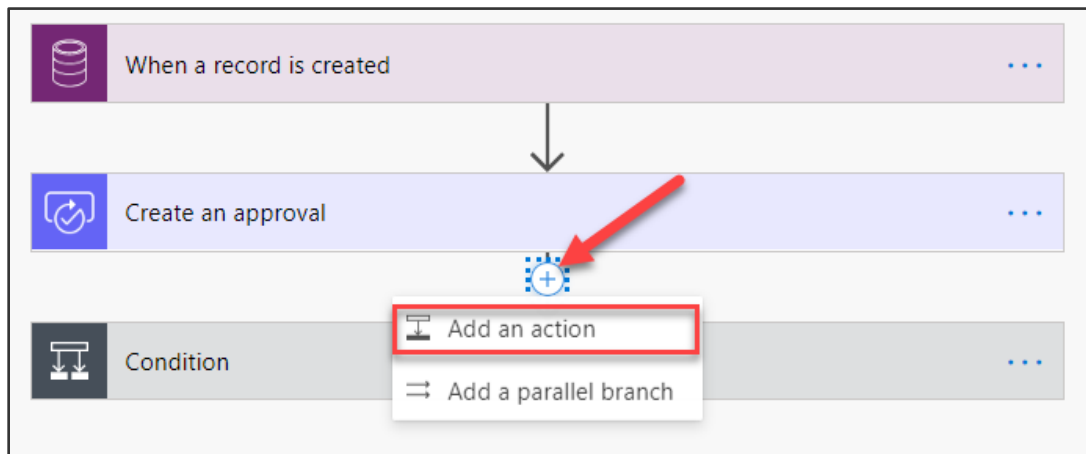 When a record is created
Create an approval
Add an action
Condition
Add a parallel branch